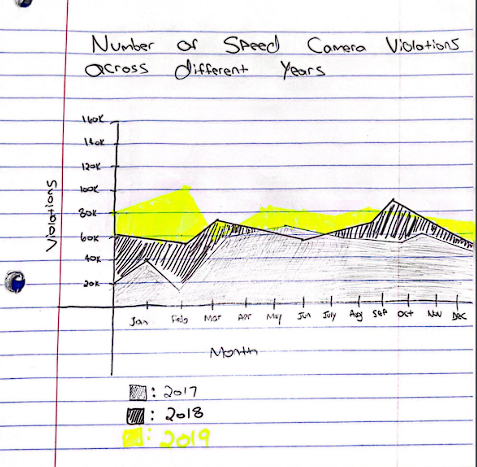 Number of Speed Camera Violations
across different Years
160K
140K
120K
100K
80K
60K
40K
20K
Violations
Jan Feb Mar Apr May Jun July Aug Sep Oct Nov Dec
Month
: 2017
: 2018
: 2019